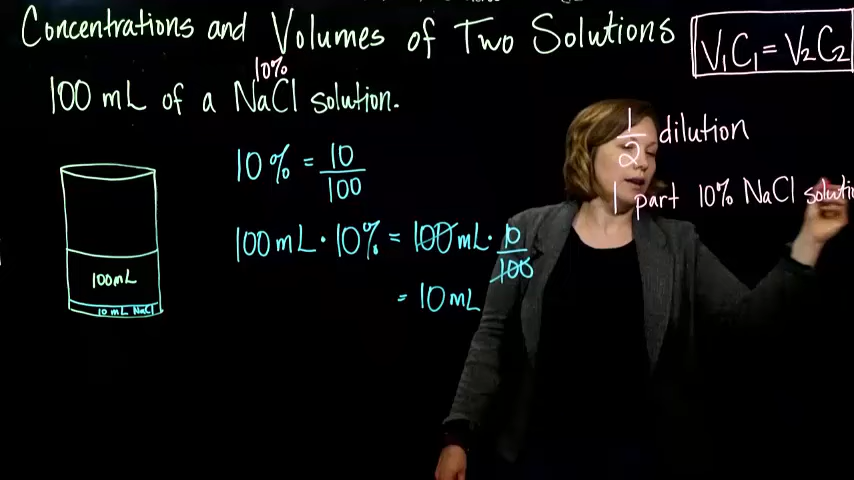 Concentrations and Volumes of Two Solutions
V₁C₁ = V₂C₂
10%
100 mL of a NaCl solution.
1/2 dilution
1 part 10% NaCl
10% = 10/100
100 mL · 10% = 100 mL · 10/100
= 10 mL
100mL
10 mL NaCl